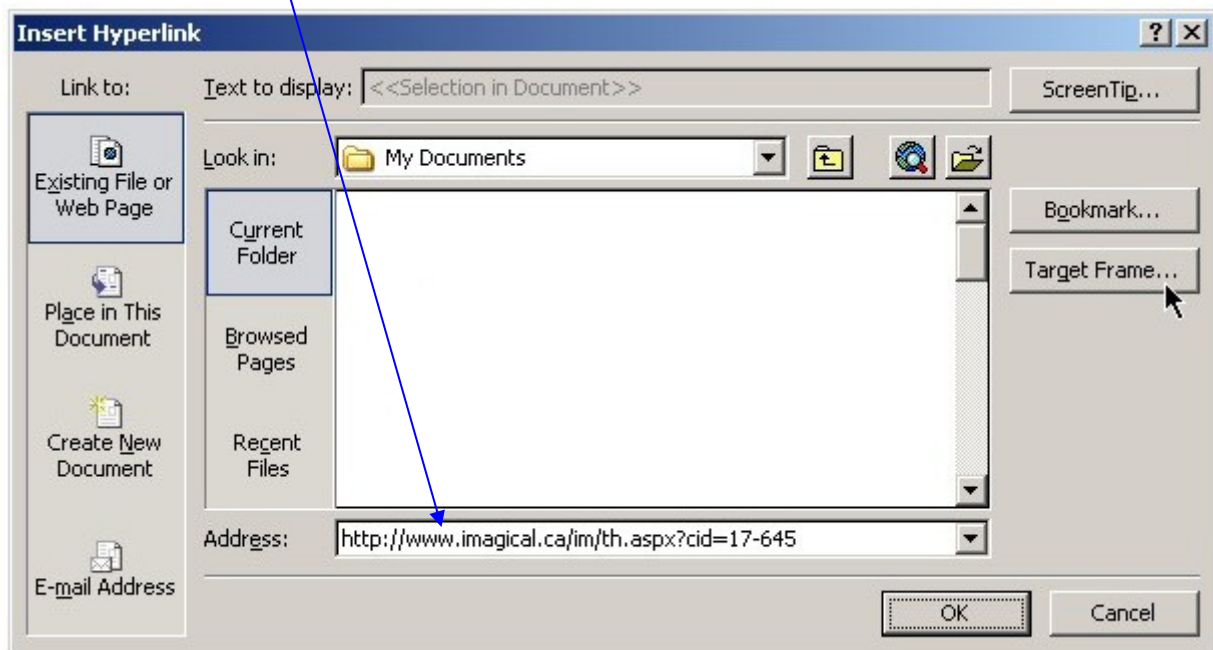 Insert Hyperlink
Link to:
Text to display: <<Selection in Document>>
ScreenTip...
Existing File or
Web Page
Look in: My Documents
Current
Folder
Bookmark...
Target Frame...
Place in This
Document
Browsed
Pages
Create New
Document
Recent
Files
Address: http://www.imagical.ca/im/th.aspx?cid=17-645
E-mail Address
OK
Cancel